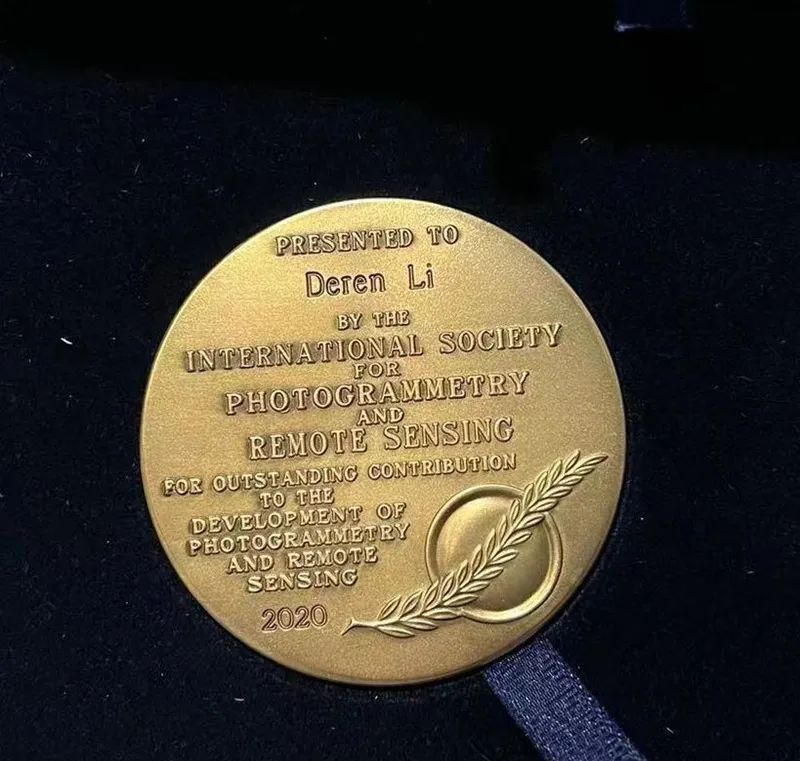 PRESENTED TO
Deren Li
BY THE
INTERNATIONAL SOCIETY
FOR
PHOTOGRAMMETRY
AND
REMOTE SENSING
FOR OUTSTANDING CONTRIBUTION
TO THE
DEVELOPMENT OF
PHOTOGRAMMETRY
AND REMOTE
SENSING
2020